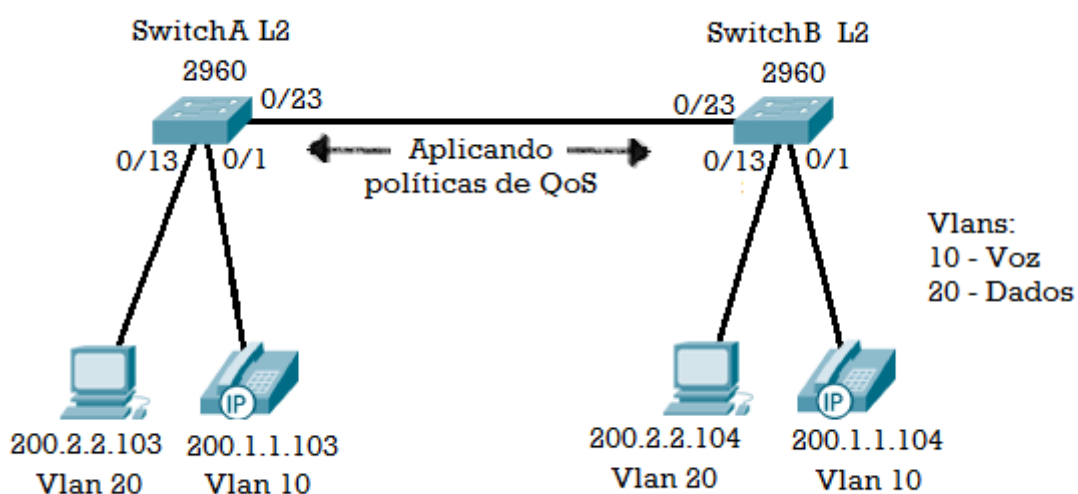 SwitchA L2
2960
SwitchB L2
2960
0/23
0/23
0/13
0/1
Aplicando
políticas de QoS
0/13
0/1
Vlans:
10 - Voz
20 - Dados
IP
IP
200.2.2.103
Vlan 20
200.1.1.103
Vlan 10
200.2.2.104
Vlan 20
200.1.1.104
Vlan 10